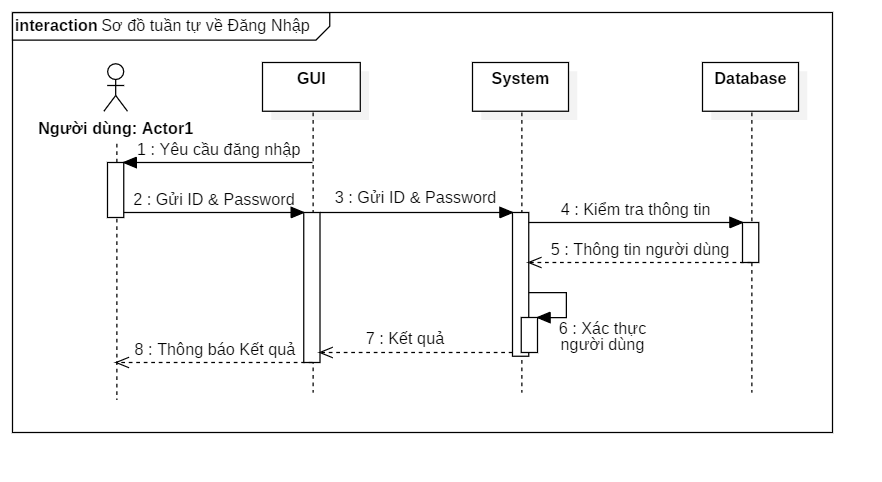 interaction Sơ đồ tuần tự về Đăng Nhập
GUI
System
Database
Người dùng: Actor1
1 : Yêu cầu đăng nhập
2 : Gửi ID & Password
3 : Gửi ID & Password
4 : Kiểm tra thông tin
5 : Thông tin người dùng
6 : Xác thực
người dùng
7 : Kết quả
8 : Thông báo Kết quả